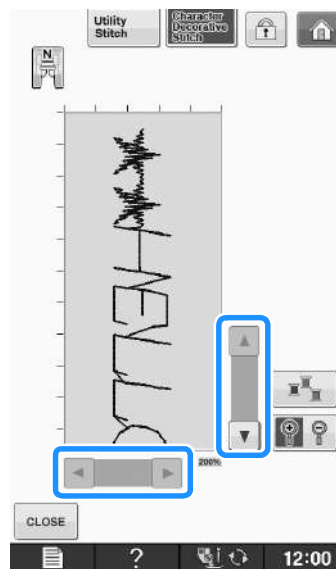 Utility
Stitch
Character
Decorative
Stitch
N
HELLO
200%
CLOSE
?
12:00